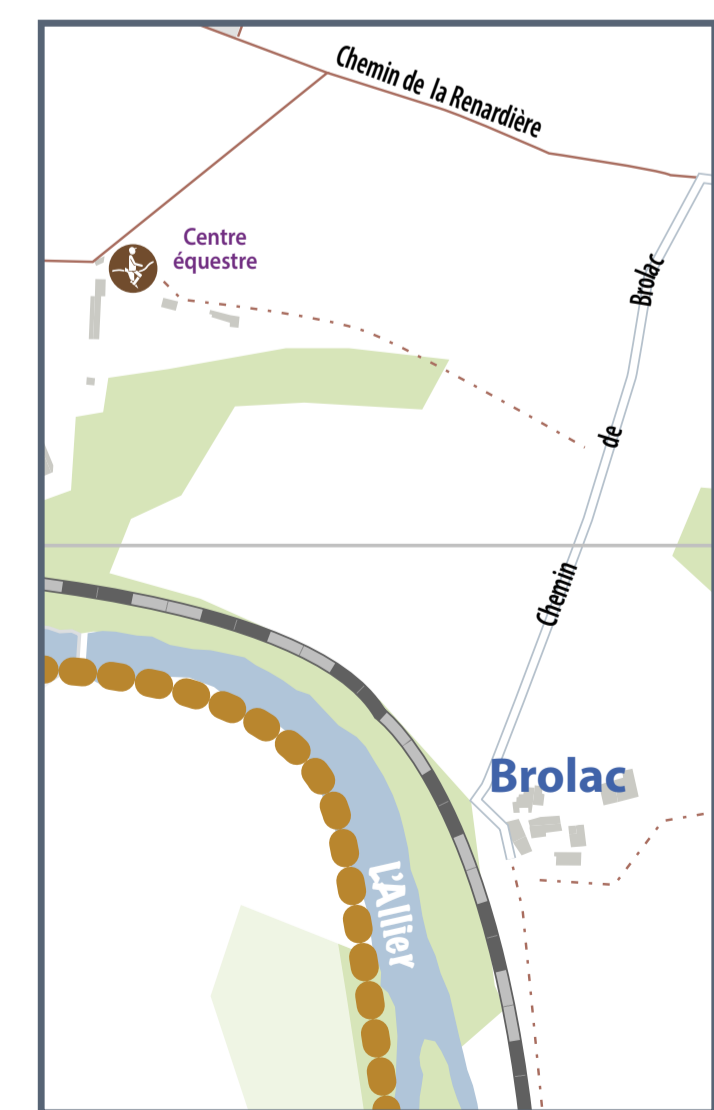 Chemin de la Renardière
Centre
équestre
Chemin de Brolac
Brolac
L'Allier